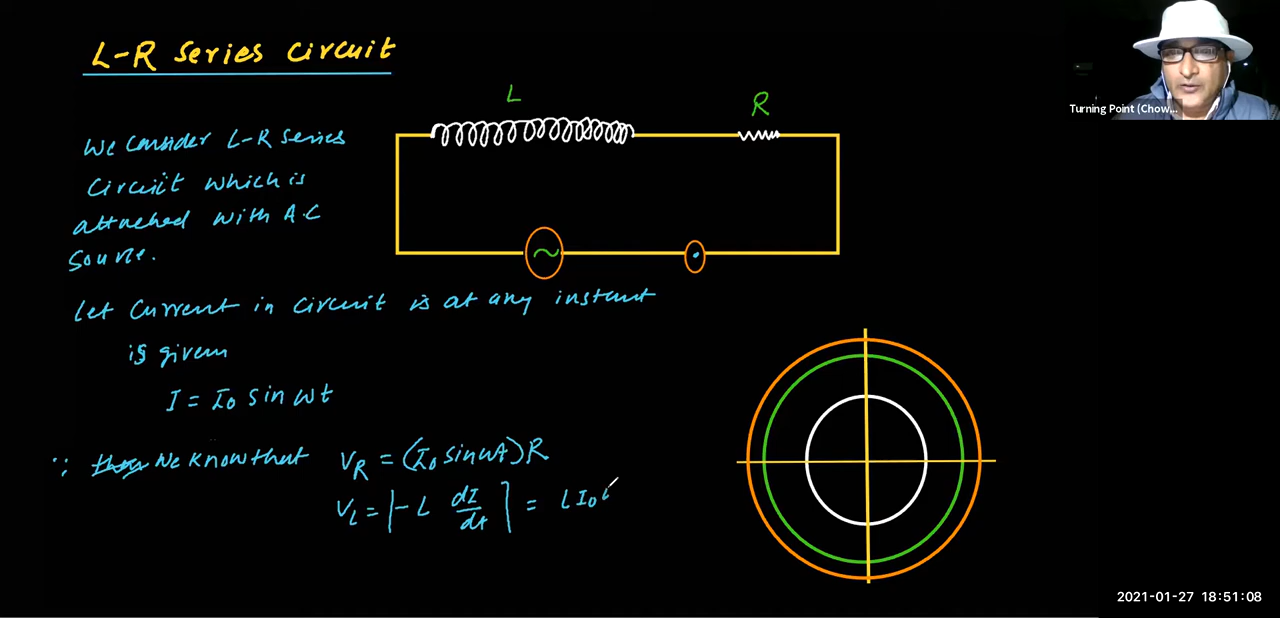 L-R Series Circuit
L
R
We Consider L-R Series
Circuit which is
attached with A.C
Source.
Let Current in Circuit is at any instant
is given
I = I₀ sin ωt
∵ We Know that V_R = (I₀ sin ωt) R
V_L = |-L dI/dt| = L I₀
Turning Point (Chow...
2021-01-27 18:51:08